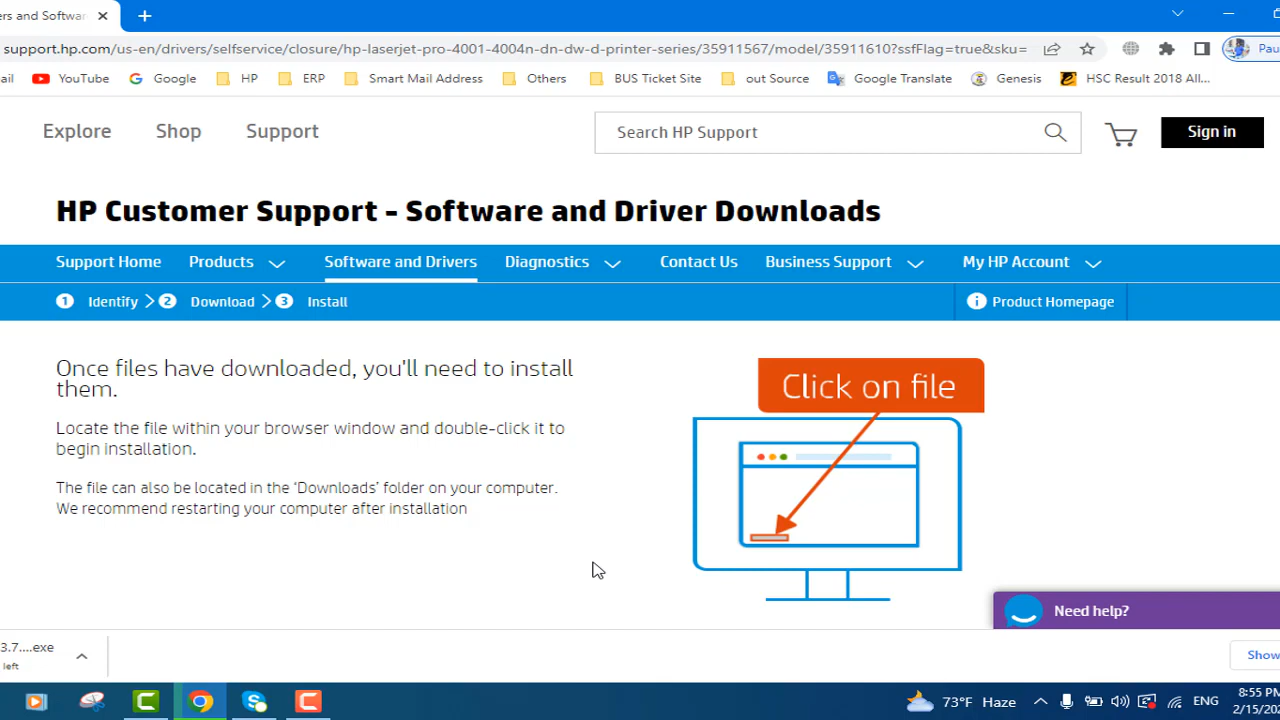 ers and Softwa
support.hp.com/us-en/drivers/selfservice/closure/hp-laserjet-pro-4001-4004n-dn-dw-d-printer-series/35911567/model/35911610?ssfFlag=true&sku=
Pau
ail YouTube Google HP ERP Smart Mail Address Others BUS Ticket Site out Source Google Translate Genesis HSC Result 2018 All...
Explore Shop Support Search HP Support Sign in
HP Customer Support - Software and Driver Downloads
Support Home Products Software and Drivers Diagnostics Contact Us Business Support My HP Account
1 Identify 2 Download 3 Install Product Homepage
Once files have downloaded, you'll need to install
them.
Locate the file within your browser window and double-click it to
begin installation.
The file can also be located in the 'Downloads' folder on your computer.
We recommend restarting your computer after installation
Click on file
Need help?
3.7....exe
left
Show
73°F Haze ENG
8:55 PM
2/15/202